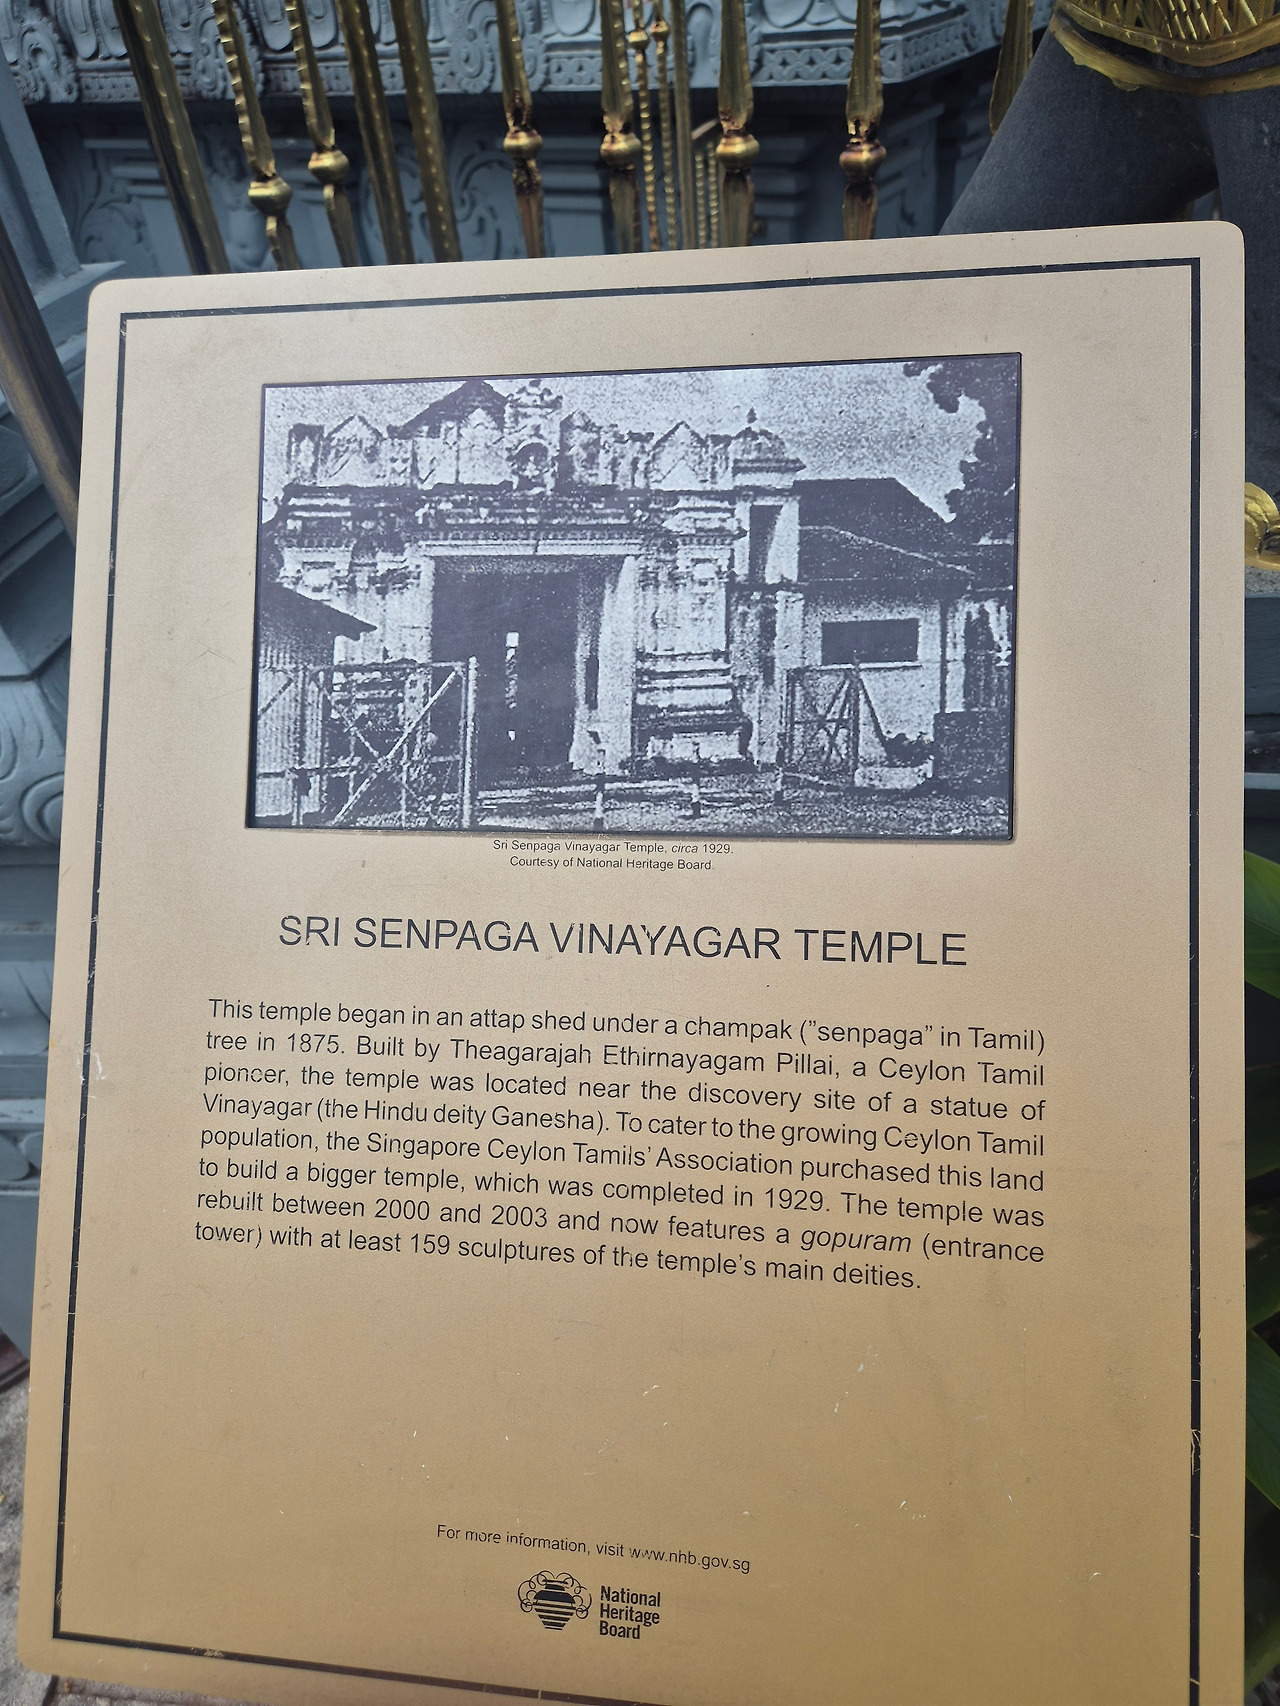 Sri Senpaga Vinayagar Temple, circa 1929.
Courtesy of National Heritage Board.
SRI SENPAGA VINAYAGAR TEMPLE
This temple began in an attap shed under a champak (”senpaga” in Tamil)
tree in 1875. Built by Theagarajah Ethirnayagam Pillai, a Ceylon Tamil
pioneer, the temple was located near the discovery site of a statue of
Vinayagar (the Hindu deity Ganesha). To cater to the growing Ceylon Tamil
population, the Singapore Ceylon Tamils’ Association purchased this land
to build a bigger temple, which was completed in 1929. The temple was
rebuilt between 2000 and 2003 and now features a gopuram (entrance
tower) with at least 159 sculptures of the temple’s main deities.
For more information, visit www.nhb.gov.sg
National
Heritage
Board